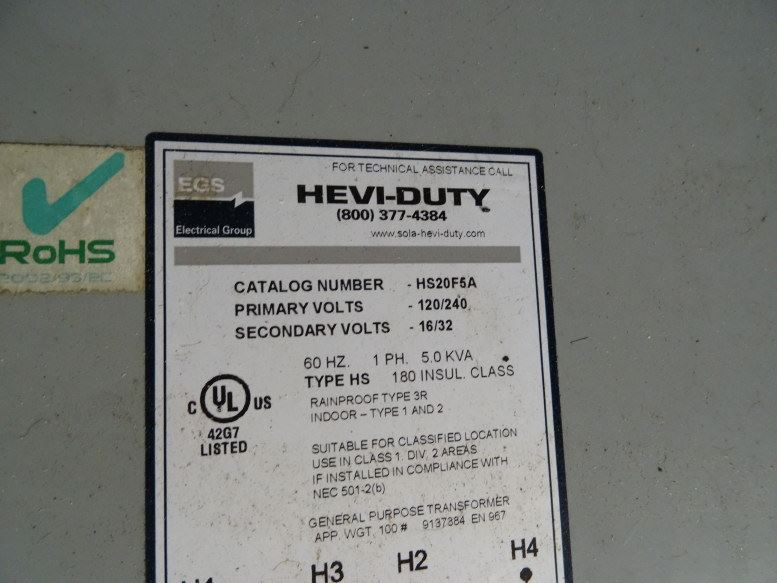 FOR TECHNICAL ASSISTANCE CALL
EGS
HEVI-DUTY
(800) 377-4384
Electrical Group
www.sola-hevi-duty.com
RoHS
2002/95/EC
CATALOG NUMBER - HS20F5A
PRIMARY VOLTS - 120/240
SECONDARY VOLTS - 16/32
60 HZ. 1 PH. 5.0 KVA
TYPE HS 180 INSUL. CLASS
C UL US
RAINPROOF TYPE 3R
INDOOR – TYPE 1 AND 2
42G7
LISTED
SUITABLE FOR CLASSIFIED LOCATION
USE IN CLASS 1. DIV. 2 AREAS
IF INSTALLED IN COMPLIANCE WITH
NEC 501-2(b)
GENERAL PURPOSE TRANSFORMER
APP. WGT. 100 # 9137384 EN 967
H3 H2 H4